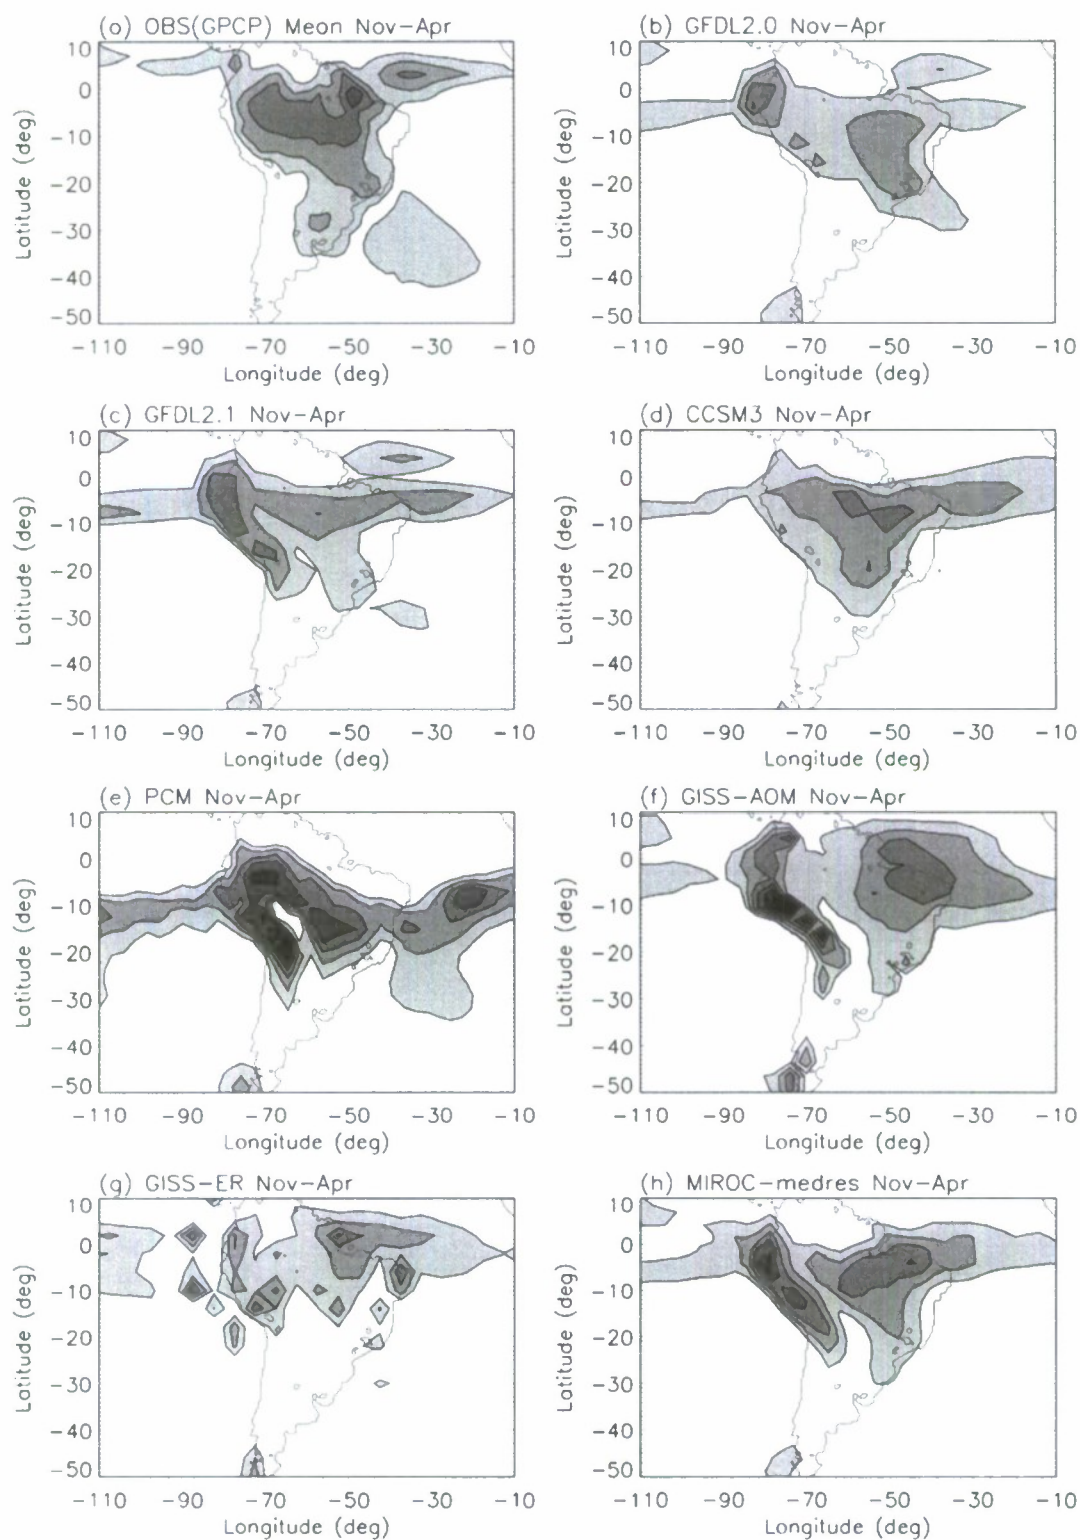 (a) OBS(GPCP) Mean Nov-Apr
10
0
-10
-20
-30
-40
-50
Latitude (deg)
-110 -90 -70 -50 -30 -10
Longitude (deg)
(b) GFDL2.0 Nov-Apr
10
0
-10
-20
-30
-40
-50
Latitude (deg)
-110 -90 -70 -50 -30 -10
Longitude (deg)
(c) GFDL2.1 Nov-Apr
10
0
-10
-20
-30
-40
-50
Latitude (deg)
-110 -90 -70 -50 -30 -10
Longitude (deg)
(d) CCSM3 Nov-Apr
10
0
-10
-20
-30
-40
-50
Latitude (deg)
-110 -90 -70 -50 -30 -10
Longitude (deg)
(e) PCM Nov-Apr
10
0
-10
-20
-30
-40
-50
Latitude (deg)
-110 -90 -70 -50 -30 -10
Longitude (deg)
(f) GISS-AOM Nov-Apr
10
0
-10
-20
-30
-40
-50
Latitude (deg)
-110 -90 -70 -50 -30 -10
Longitude (deg)
(g) GISS-ER Nov-Apr
10
0
-10
-20
-30
-40
-50
Latitude (deg)
-110 -90 -70 -50 -30 -10
Longitude (deg)
(h) MIROC-medres Nov-Apr
10
0
-10
-20
-30
-40
-50
Latitude (deg)
-110 -90 -70 -50 -30 -10
Longitude (deg)